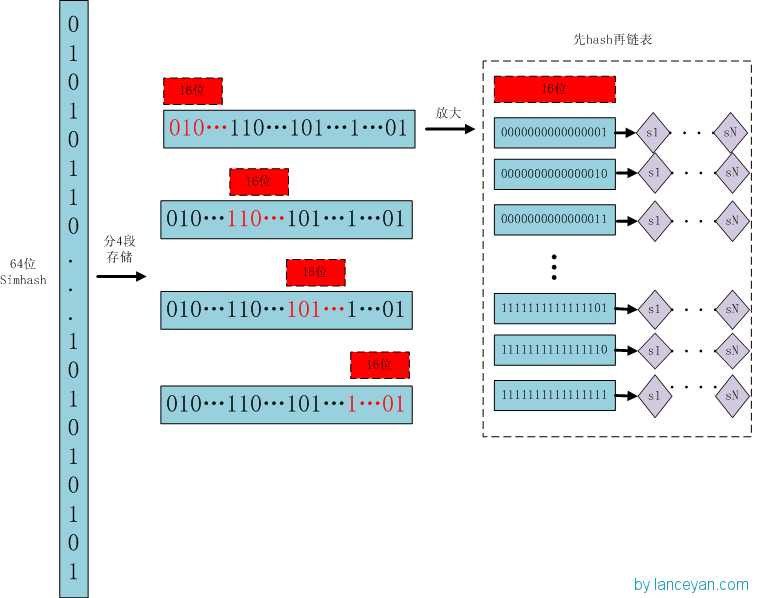 64位
Simhash
0
1
0
1
0
1
1
0
.
.
.
1
0
1
0
1
0
1
0
1
分4段
存储
16位
010…110…101…1…01
16位
010…110…101…1…01
16位
010…110…101…1…01
16位
010…110…101…1…01
放大
先hash再链表
16位
0000000000000001 s1 · · · sN
0000000000000010 s1 · · · sN
0000000000000011 s1 · · · sN
1111111111111101 s1 · · · sN
1111111111111110 s1 · · · sN
1111111111111111 s1 · · · · sN
by lanceyan.com